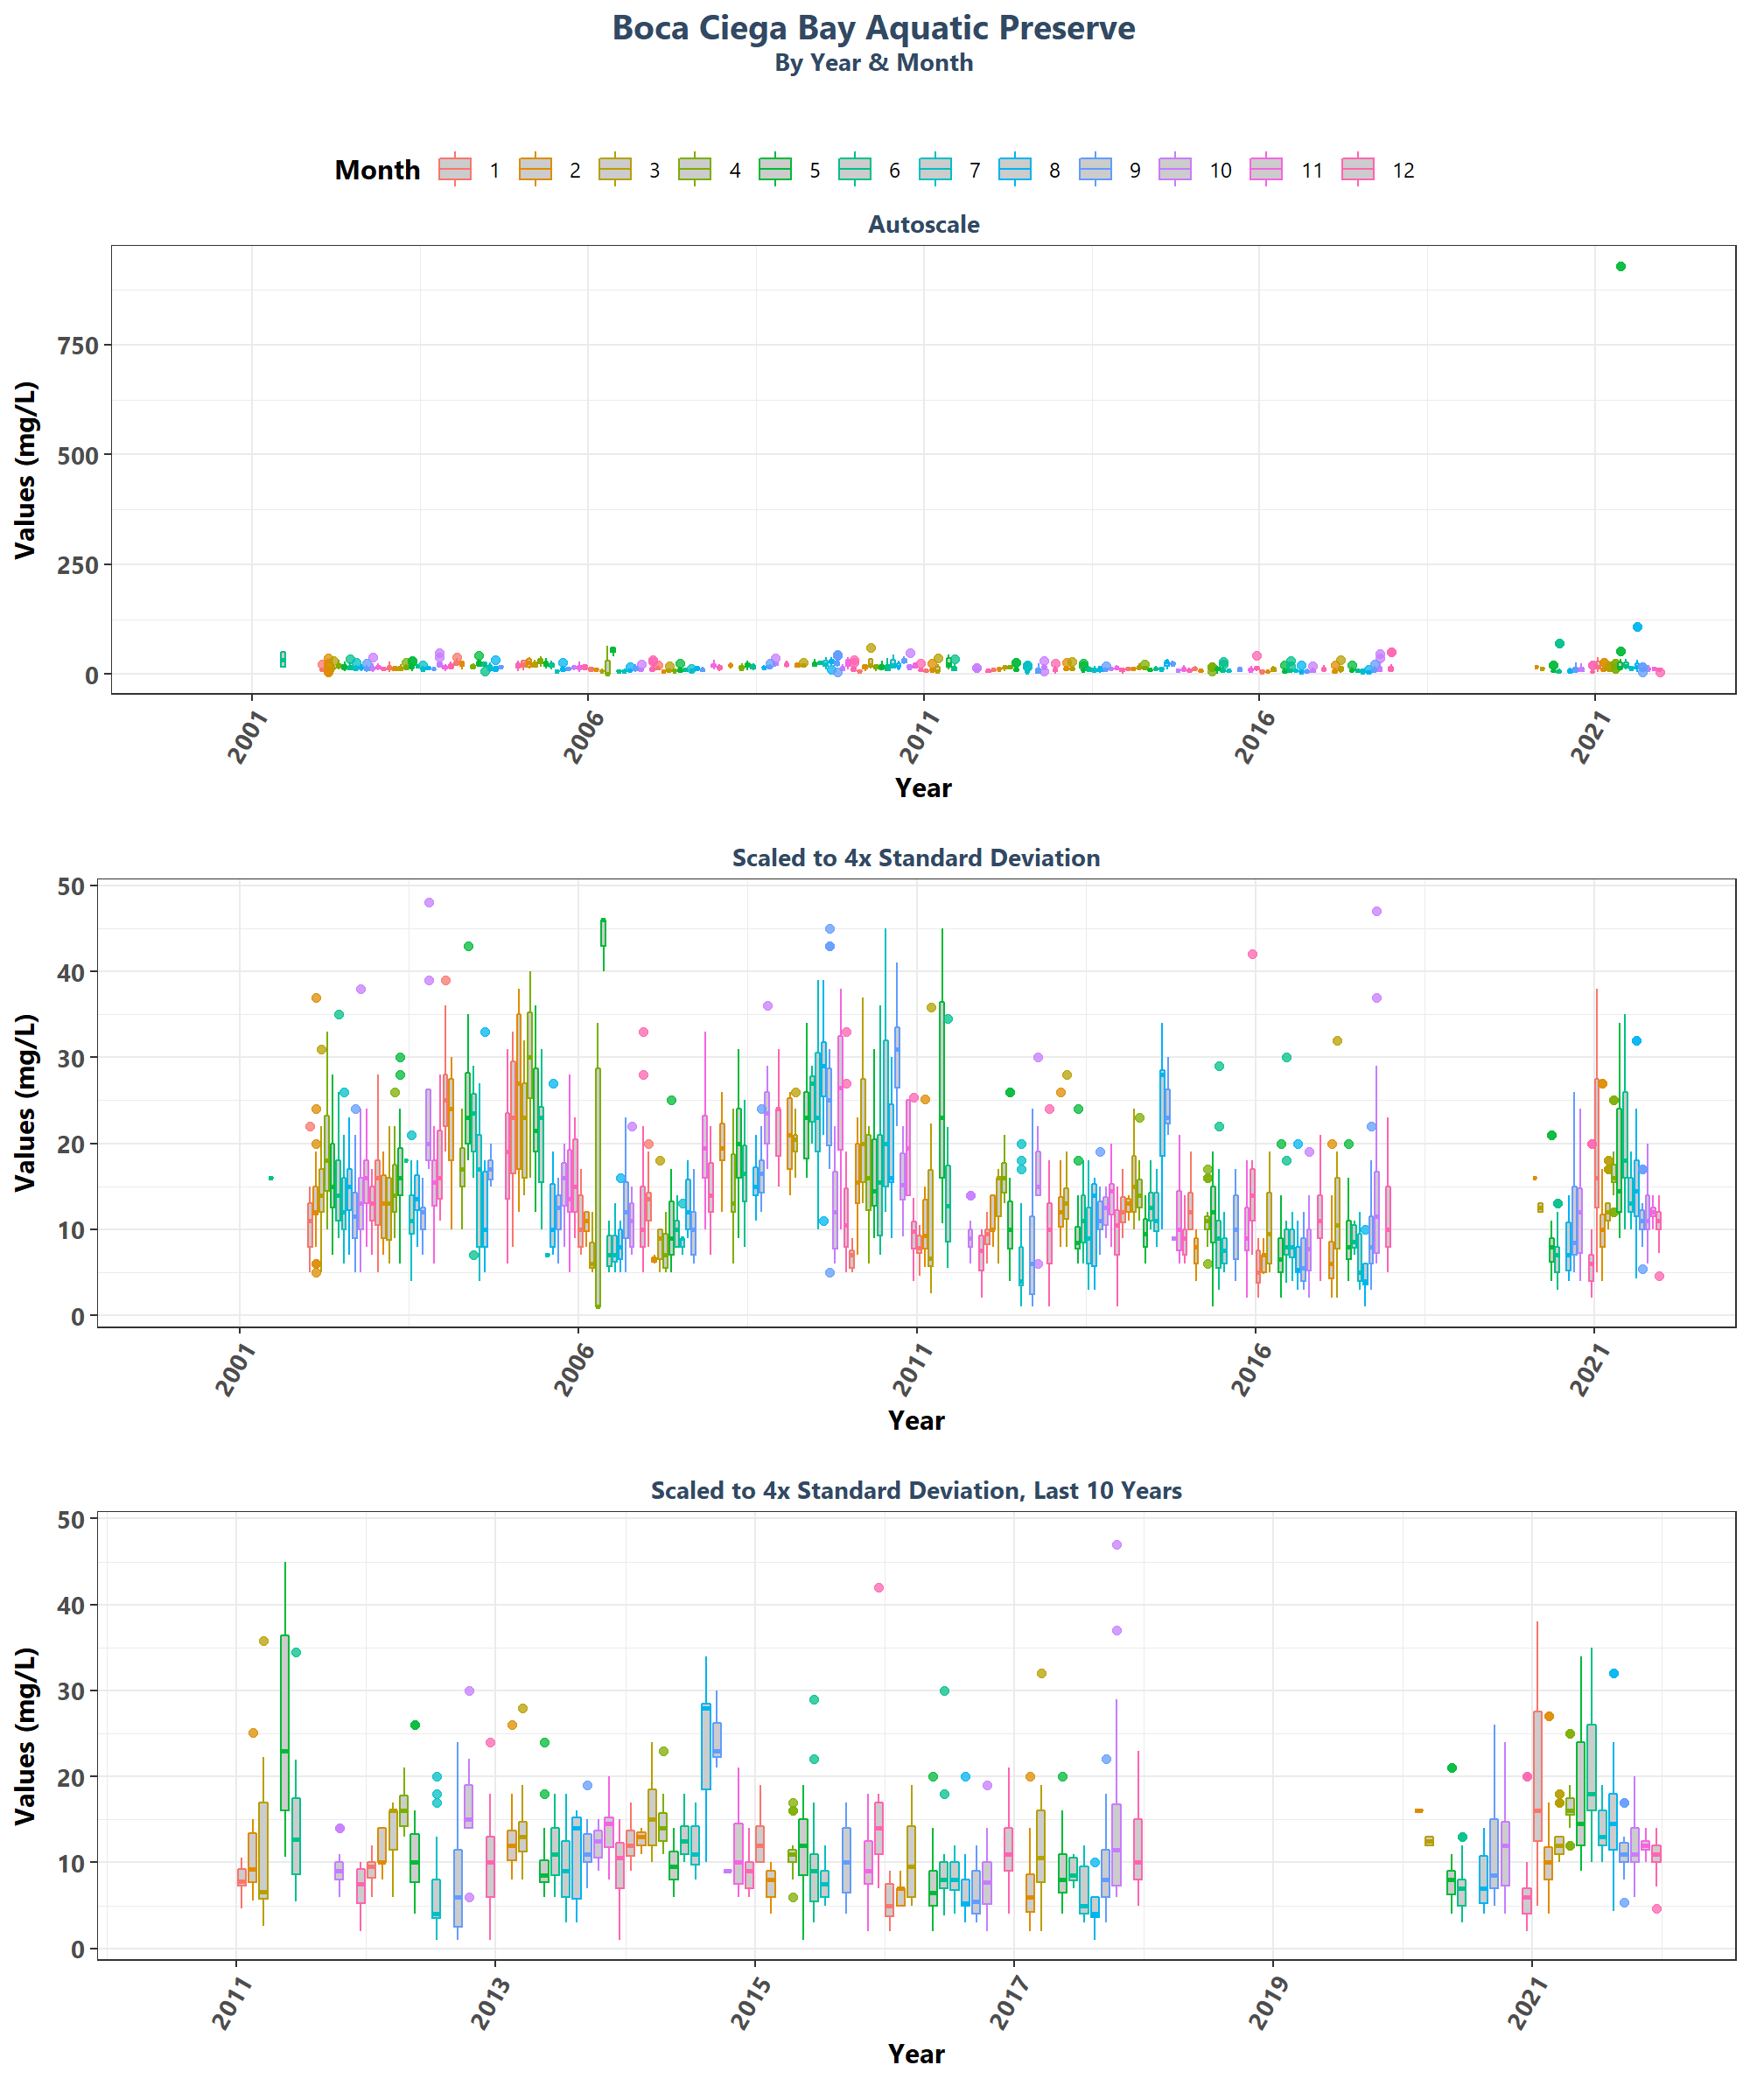 Boca Ciega Bay Aquatic Preserve
By Year & Month
Month 1 2 3 4 5 6 7 8 9 10 11 12
Autoscale
Values (mg/L)
750
500
250
0
2001 2006 2011 2016 2021
Year
Scaled to 4x Standard Deviation
Values (mg/L)
50
40
30
20
10
0
2001 2006 2011 2016 2021
Year
Scaled to 4x Standard Deviation, Last 10 Years
Values (mg/L)
50
40
30
20
10
0
2011 2013 2015 2017 2019 2021
Year